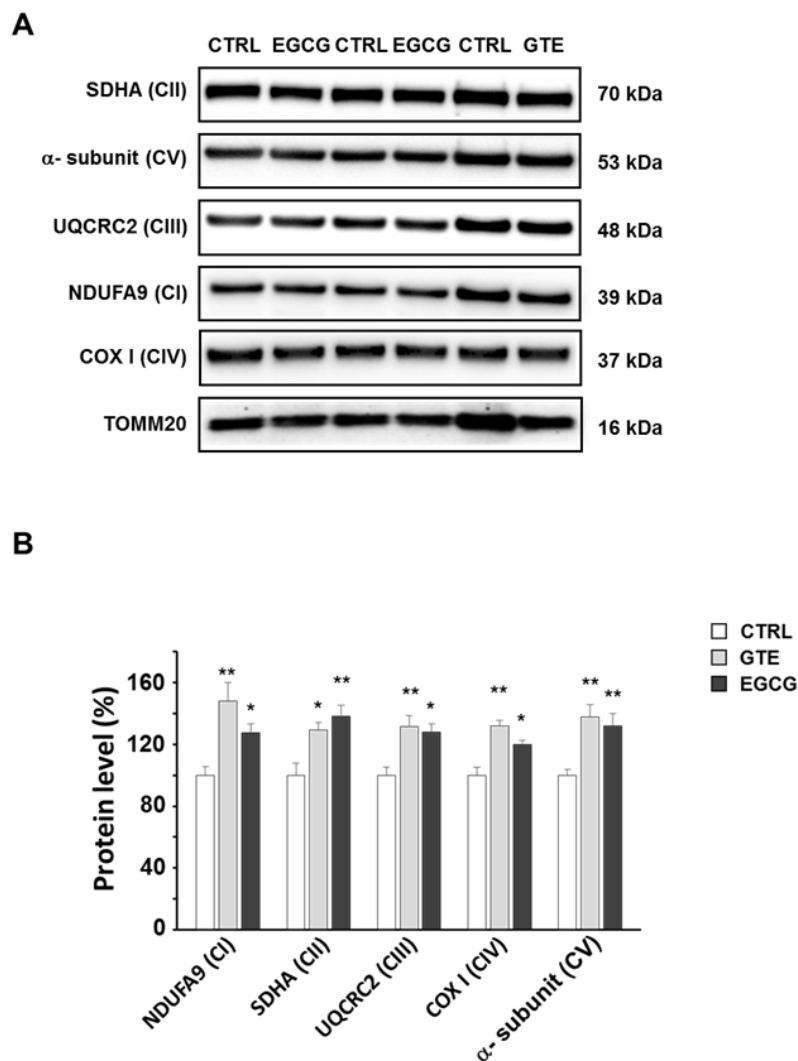 A
CTRL EGCG CTRL EGCG CTRL GTE
SDHA (CII) 70 kDa
α- subunit (CV) 53 kDa
UQCRC2 (CIII) 48 kDa
NDUFA9 (CI) 39 kDa
COX I (CIV) 37 kDa
TOMM20 16 kDa
B
CTRL
GTE
EGCG
Protein level (%)
160
120
80
40
0
** *
* **
** *
** *
** **
NDUFA9 (CI)
SDHA (CII)
UQCRC2 (CIII)
COX I (CIV)
α- subunit (CV)